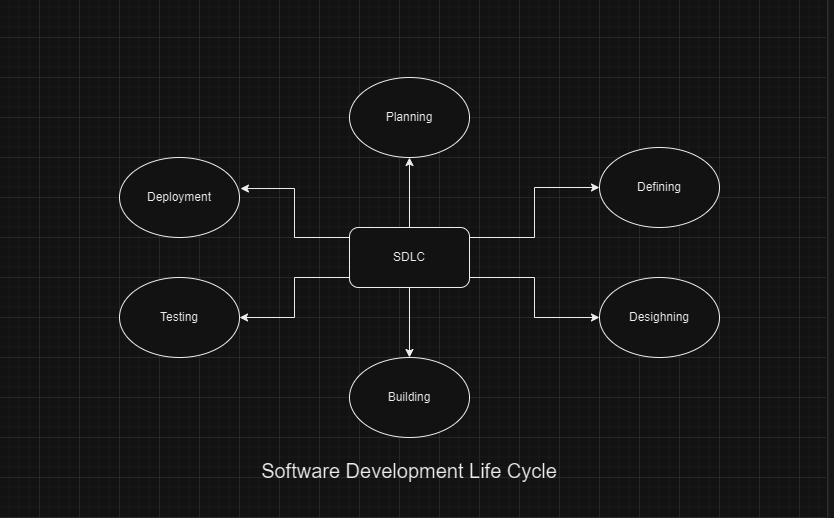 Planning
Deployment
Defining
SDLC
Testing
Desighning
Building
Software Development Life Cycle